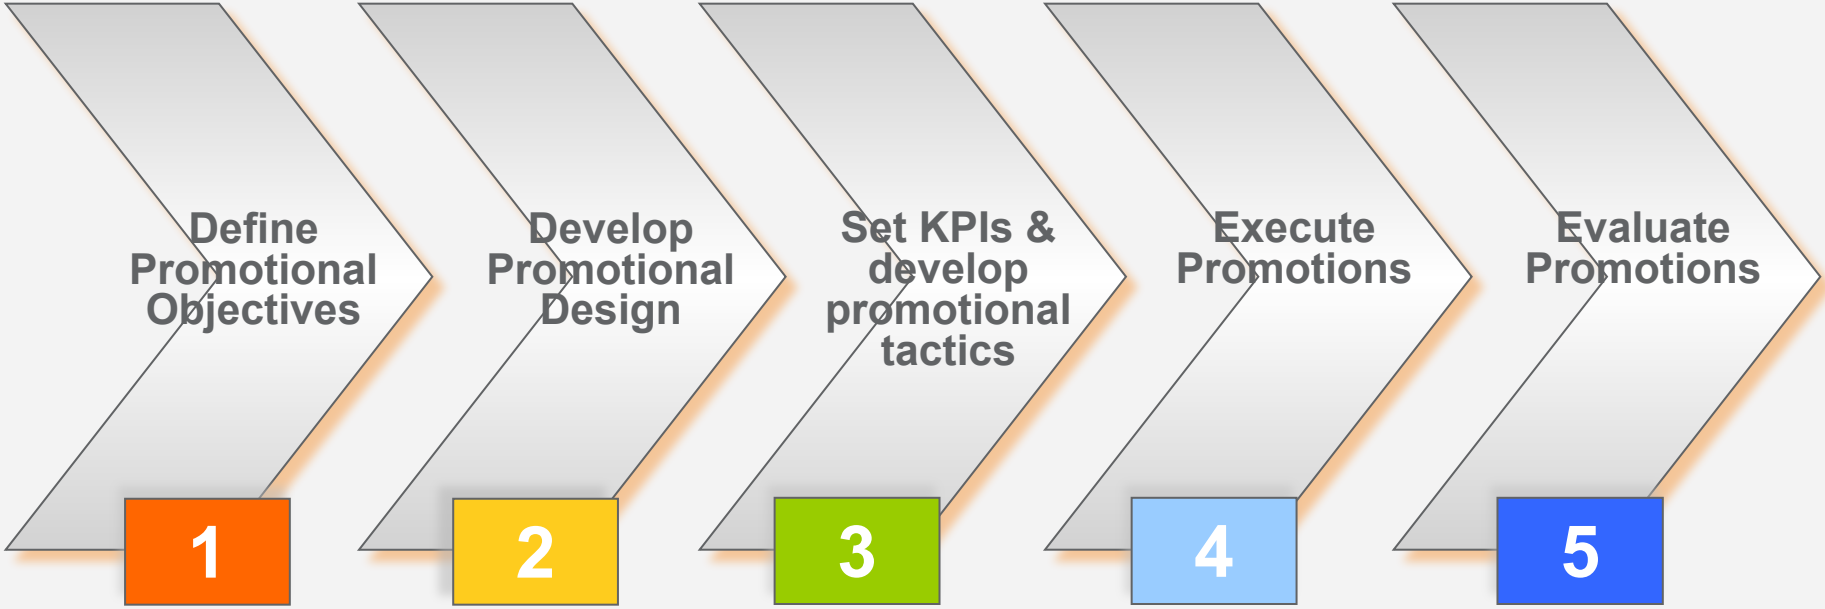 Define
Promotional
Objectives
Develop
Promotional
Design
Set KPIs &
develop
promotional
tactics
Execute
Promotions
Evaluate
Promotions
1
2
3
4
5